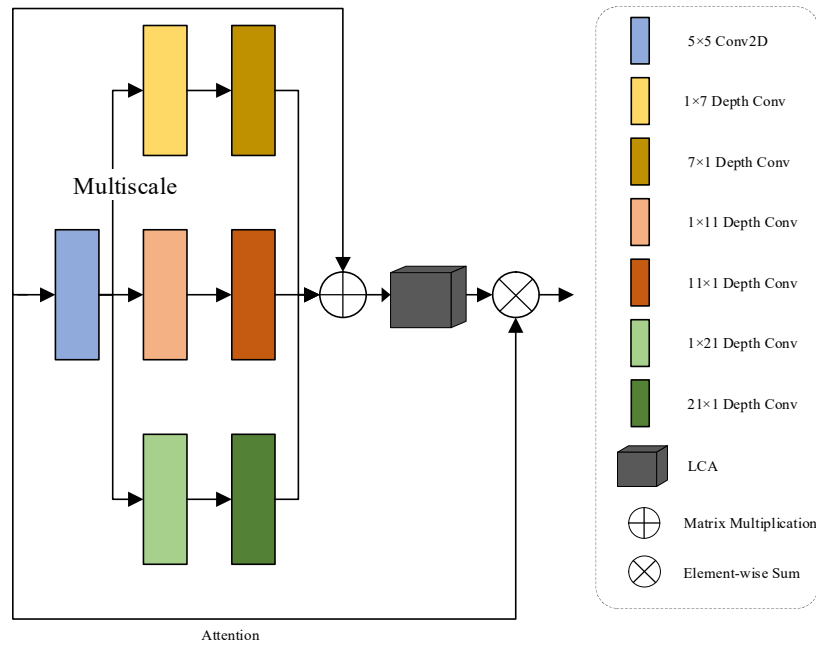 Multiscale
Attention
5×5 Conv2D
1×7 Depth Conv
7×1 Depth Conv
1×11 Depth Conv
11×1 Depth Conv
1×21 Depth Conv
21×1 Depth Conv
LCA
Matrix Multiplication
Element-wise Sum